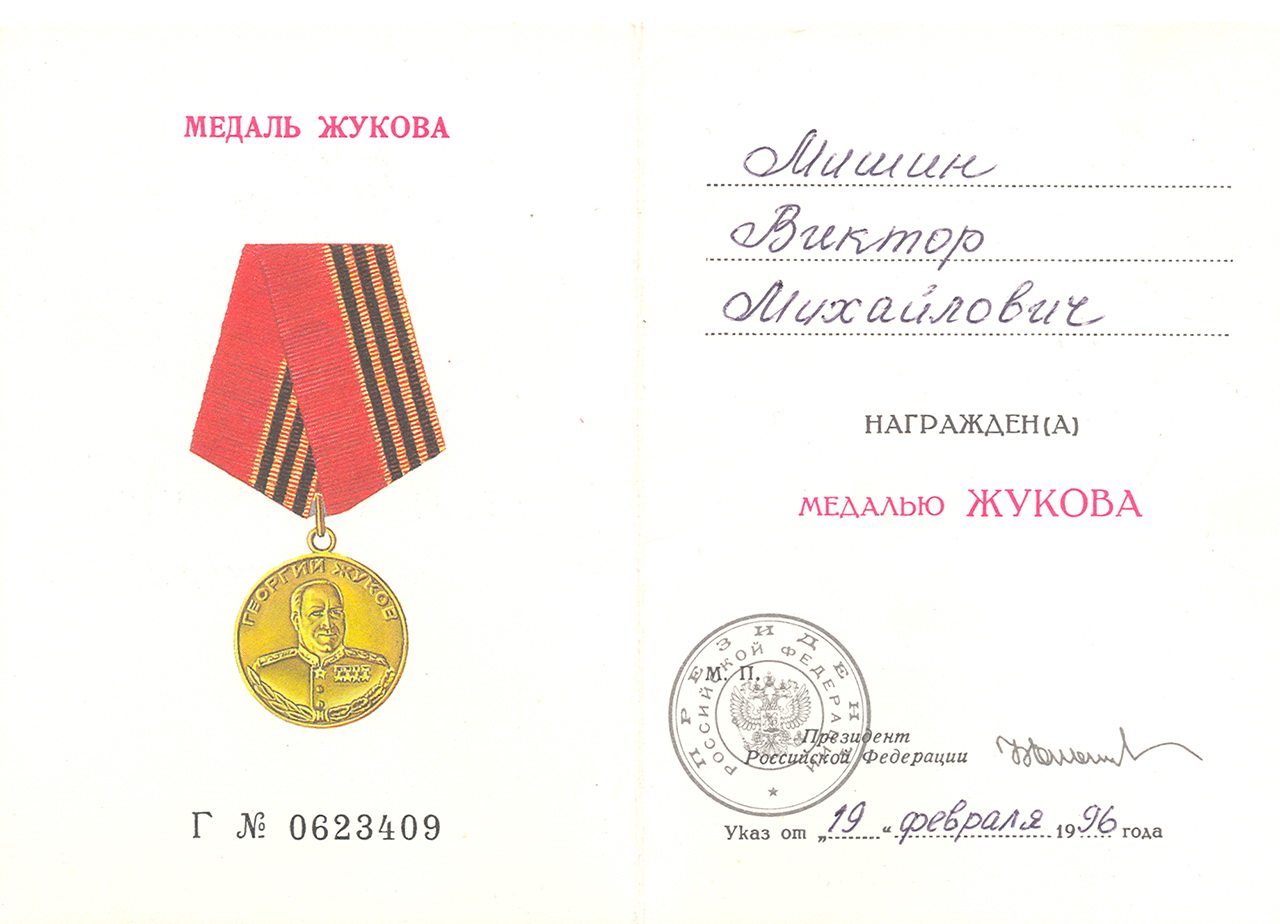 МЕДАЛЬ ЖУКОВА
ГЕОРГИЙ ЖУКОВ
Г № 0623409
Мишин
Виктор
Михайлович
НАГРАЖДЕН(А)
МЕДАЛЬЮ ЖУКОВА
ПРЕЗИДЕНТ
РОССИЙСКОЙ ФЕДЕРАЦИИ
М. П.
Президент
Российской Федерации
Указ от „19“ февраля 1996 года